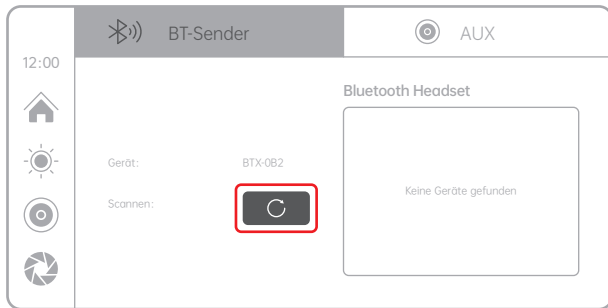 BT-Sender
AUX
12:00
Bluetooth Headset
Gerät: BTX-0B2
Scannen:
Keine Geräte gefunden